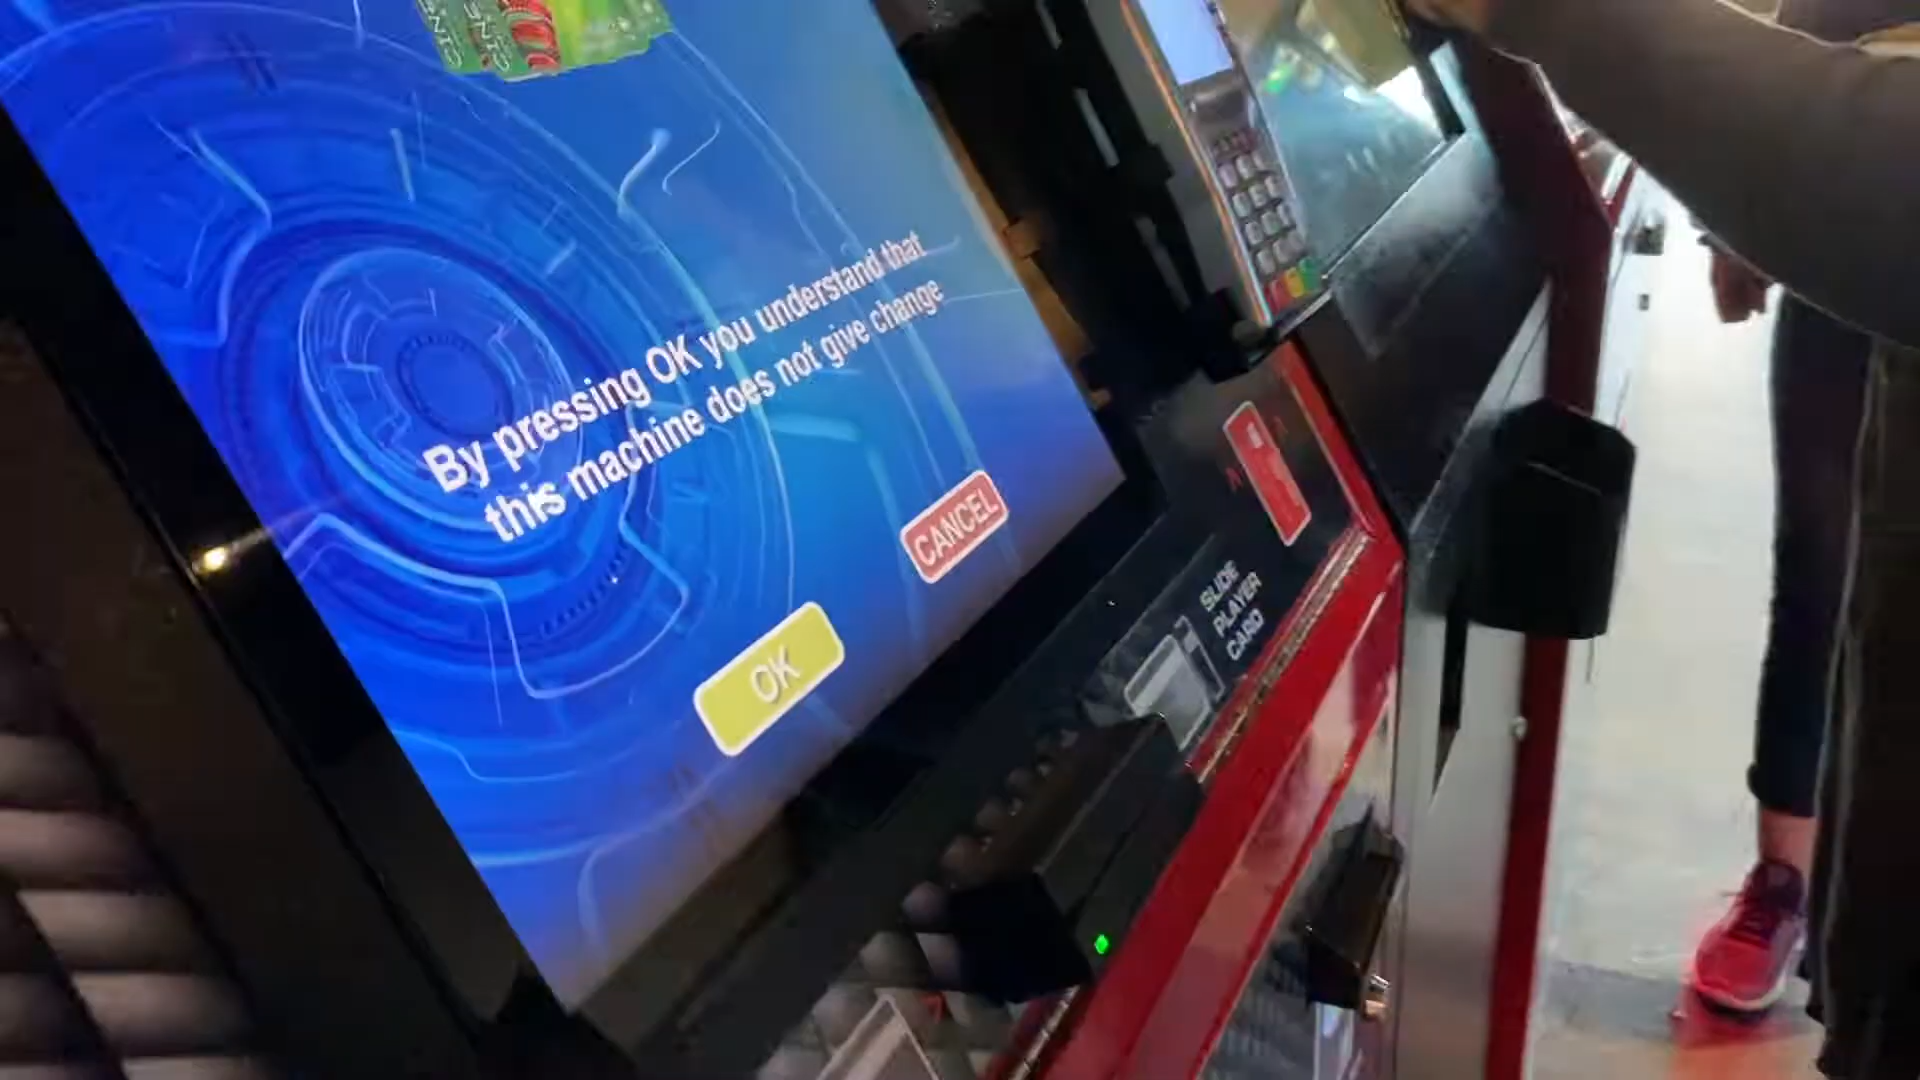 By pressing OK you understand that
this machine does not give change
CANCEL
OK
SLIDE
PLAYER
CARD